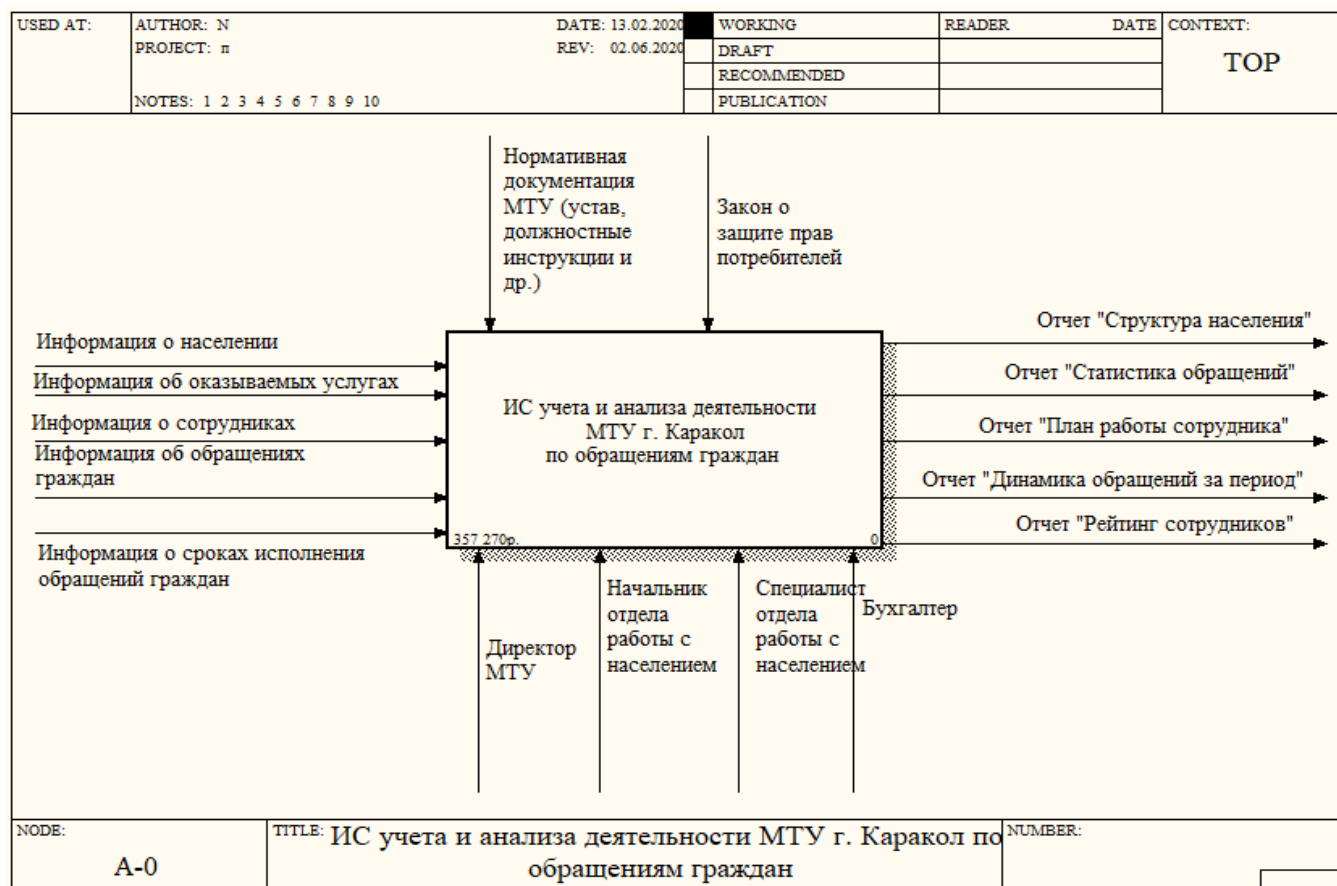 USED AT:
AUTHOR: N
DATE: 13.02.2020
WORKING
READER
DATE
CONTEXT:
PROJECT: п
REV: 02.06.2020
DRAFT
TOP
RECOMMENDED
NOTES: 1 2 3 4 5 6 7 8 9 10
PUBLICATION
Нормативная
документация
МТУ (устав,
должностные
инструкции и
др.)
Закон о
защите прав
потребителей
Информация о населении
Информация об оказываемых услугах
Информация о сотрудниках
Информация об обращениях
граждан
Информация о сроках исполнения
обращений граждан
ИС учета и анализа деятельности
МТУ г. Каракол
по обращениям граждан
357 270р.
0
Отчет "Структура населения"
Отчет "Статистика обращений"
Отчет "План работы сотрудника"
Отчет "Динамика обращений за период"
Отчет "Рейтинг сотрудников"
Директор
МТУ
Начальник
отдела
работы с
населением
Специалист
отдела
работы с
населением
Бухгалтер
NODE:
A-0
TITLE: ИС учета и анализа деятельности МТУ г. Каракол по
обращениям граждан
NUMBER: